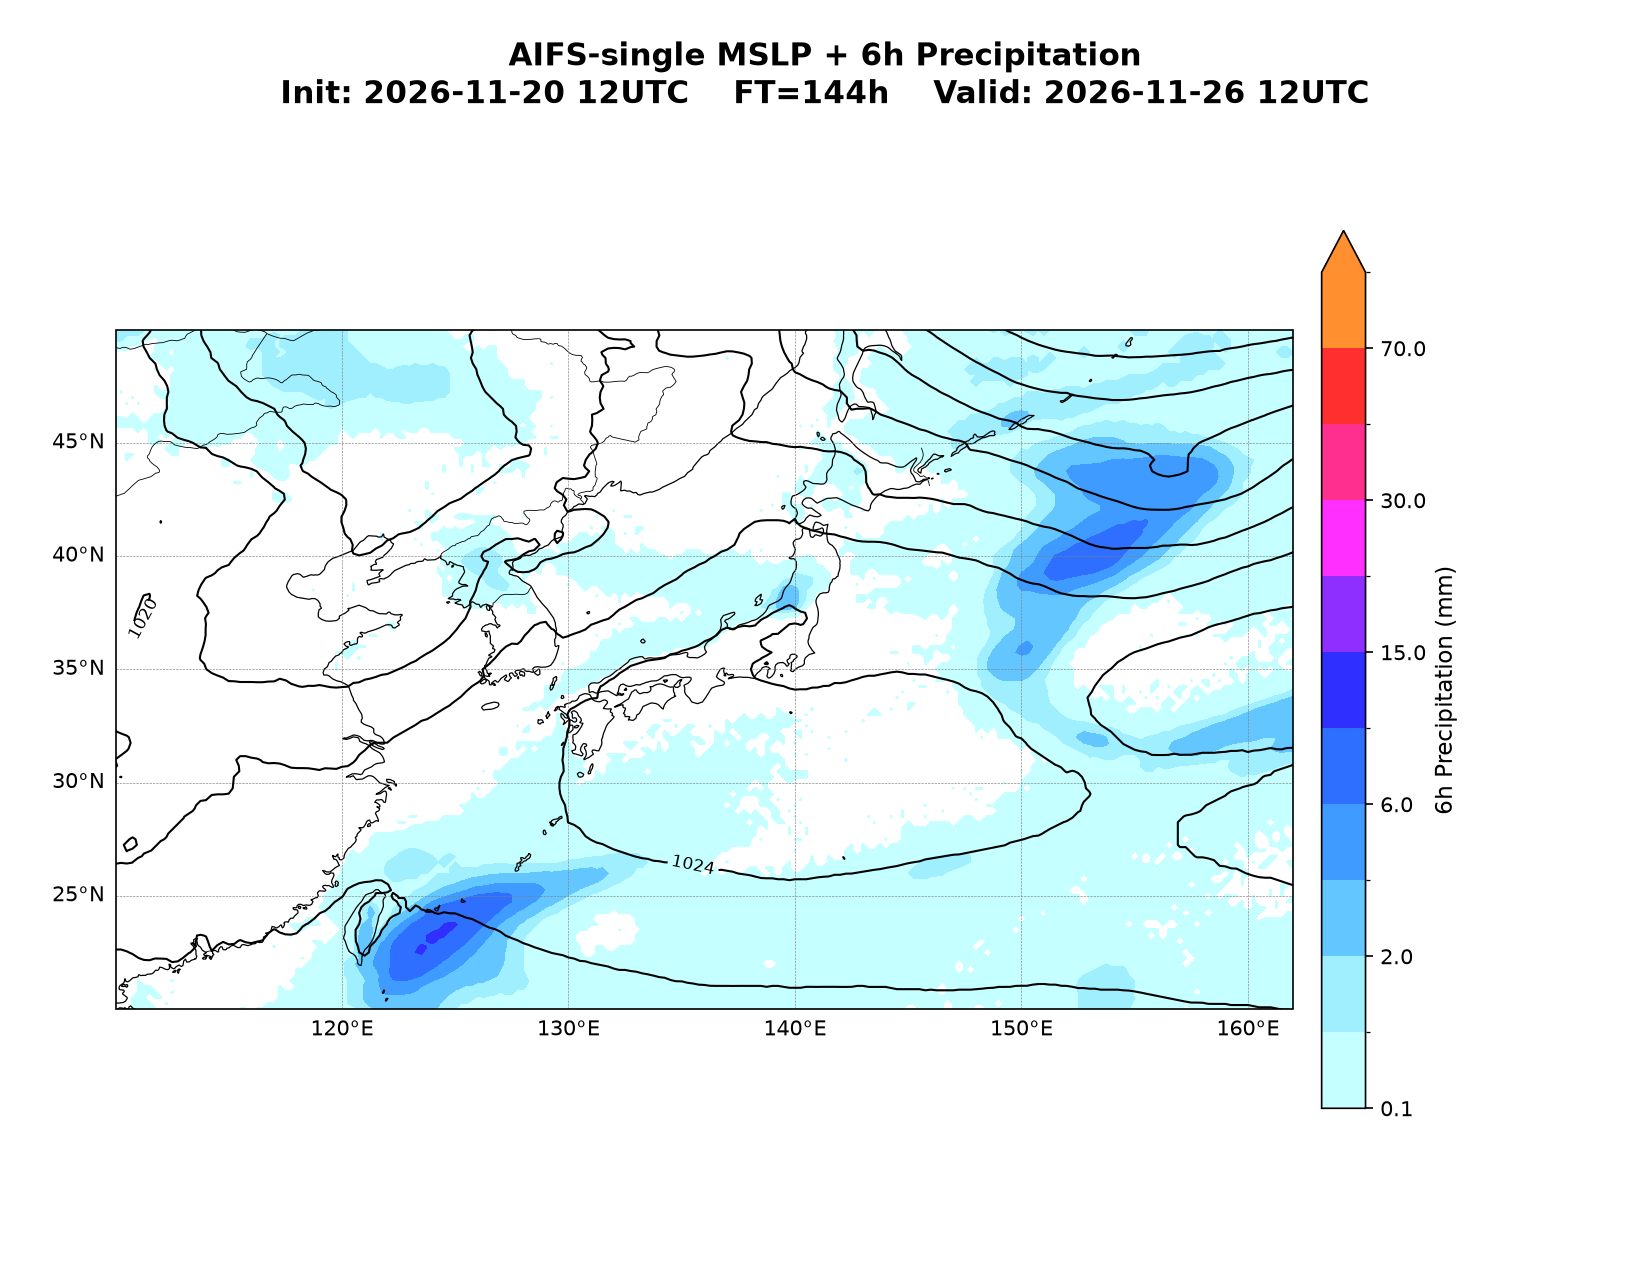 AIFS-single MSLP + 6h Precipitation
Init: 2026-11-20 12UTC    FT=144h    Valid: 2026-11-26 12UTC
45°N
40°N
35°N
30°N
25°N
120°E
130°E
140°E
150°E
160°E
1020
1024
70.0
30.0
15.0
6.0
2.0
0.1
6h Precipitation (mm)